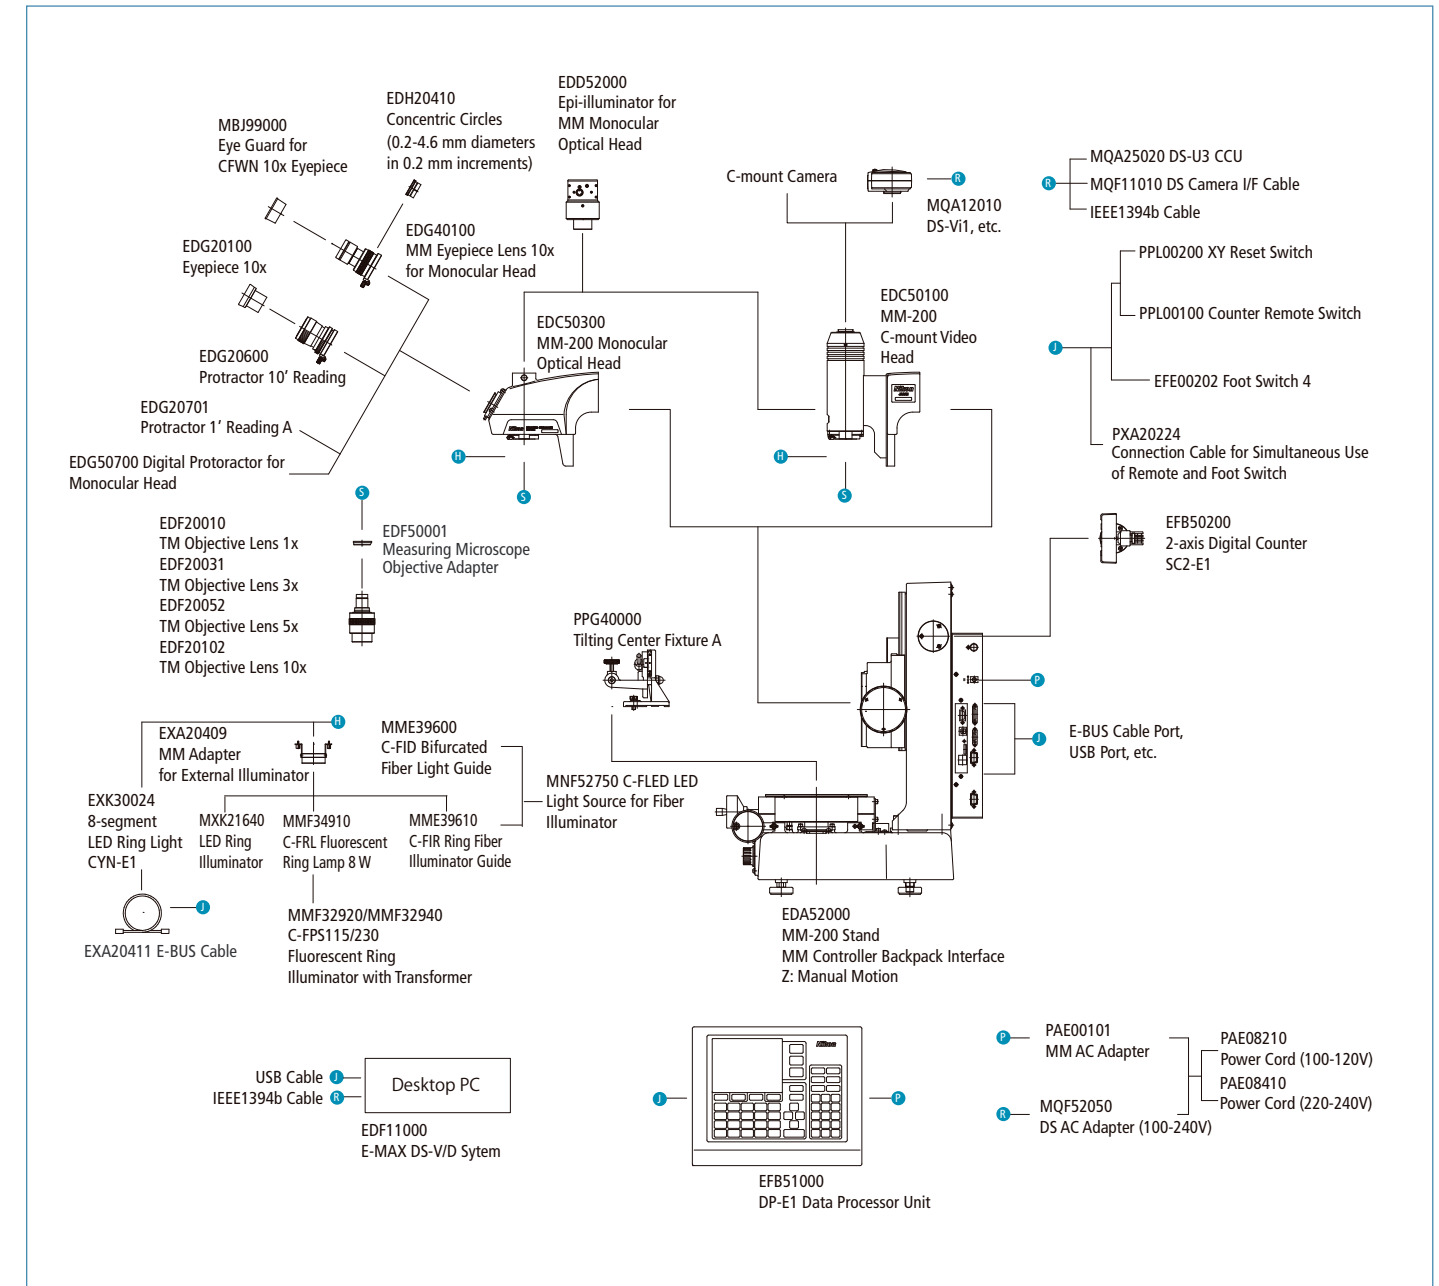 EDD52000
Epi-illuminator for
MM Monocular
Optical Head
EDH20410
Concentric Circles
(0.2-4.6 mm diameters
in 0.2 mm increments)
MBJ99000
Eye Guard for
CFWN 10x Eyepiece
C-mount Camera
R
MQA12010
DS-Vi1, etc.
R
MQA25020 DS-U3 CCU
MQF11010 DS Camera I/F Cable
IEEE1394b Cable
EDG40100
MM Eyepiece Lens 10x
for Monocular Head
EDG20100
Eyepiece 10x
PPL00200 XY Reset Switch
PPL00100 Counter Remote Switch
J
EFE00202 Foot Switch 4
PXA20224
Connection Cable for Simultaneous Use
of Remote and Foot Switch
EDC50300
MM-200 Monocular
Optical Head
EDC50100
MM-200
C-mount Video
Head
Nikon
Nikon
EDG20600
Protractor 10’ Reading
EDG20701
Protractor 1’ Reading A
EDG50700 Digital Protoractor for
Monocular Head
H
S
H
S
S
EDF20010
TM Objective Lens 1x
EDF20031
TM Objective Lens 3x
EDF20052
TM Objective Lens 5x
EDF20102
TM Objective Lens 10x
EDF50001
Measuring Microscope
Objective Adapter
EFB50200
2-axis Digital Counter
SC2-E1
PPG40000
Tilting Center Fixture A
P
J
E-BUS Cable Port,
USB Port, etc.
H
EXA20409
MM Adapter
for External Illuminator
MME39600
C-FID Bifurcated
Fiber Light Guide
MNF52750 C-FLED LED
Light Source for Fiber
Illuminator
EXK30024
8-segment
LED Ring Light
CYN-E1
MXK21640
LED Ring
Illuminator
MMF34910
C-FRL Fluorescent
Ring Lamp 8 W
MME39610
C-FIR Ring Fiber
Illuminator Guide
J
EXA20411 E-BUS Cable
MMF32920/MMF32940
C-FPS115/230
Fluorescent Ring
Illuminator with Transformer
EDA52000
MM-200 Stand
MM Controller Backpack Interface
Z: Manual Motion
USB Cable J
IEEE1394b Cable R
Desktop PC
EDF11000
E-MAX DS-V/D Sytem
J
Nikon
P
EFB51000
DP-E1 Data Processor Unit
P
PAE00101
MM AC Adapter
R
MQF52050
DS AC Adapter (100-240V)
PAE08210
Power Cord (100-120V)
PAE08410
Power Cord (220-240V)